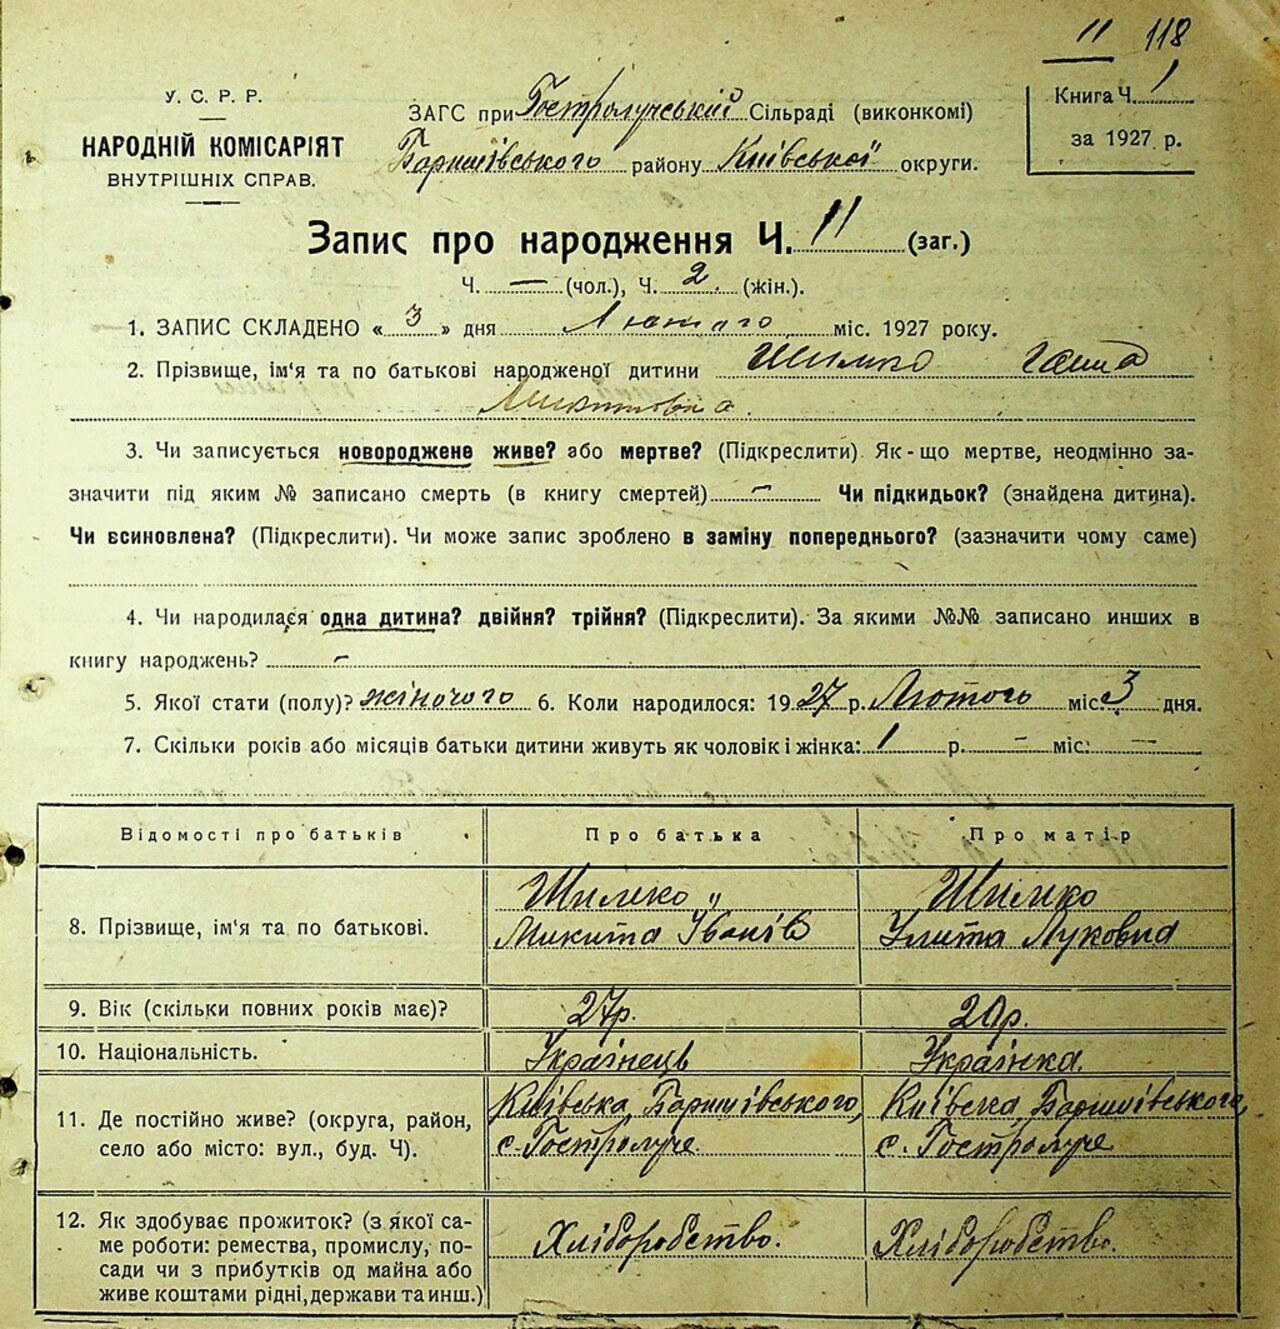 11 118
У. С. Р. Р.
НАРОДНІЙ КОМІСАРІЯТ
ВНУТРІШНІХ СПРАВ.
ЗАГС при Гостролуцькій Сільраді (виконкомі)
Баришівського району Київської округи.
Книга Ч. 1
за 1927 р.
Запис про народження Ч. 11 (заг.)
Ч. — (чол.), Ч. 2. (жін.).
1. ЗАПИС СКЛАДЕНО « 3 » дня Лютого міс. 1927 року.
2. Прізвище, ім'я та по батькові народженої дитини Шилико Ганна
Микитовна.
3. Чи записується новороджене живе? або мертве? (Підкреслити). Як-що мертве, неодмінно за-
значити під яким № записано смерть (в книгу смертей) — Чи підкидьок? (знайдена дитина).
Чи всиновлена? (Підкреслити). Чи може запис зроблено в заміну попереднього? (зазначити чому саме)
4. Чи народилася одна дитина? двійня? трійня? (Підкреслити). За якими №№ записано инших в
книгу народжень? —
5. Якої стати (полу)? жіночого 6. Коли народилося: 1927 р. Лютого міс. 3 дня.
7. Скільки років або місяців батьки дитини живуть як чоловік і жінка: 1 р. — міс. —
Відомості про батьків Про батька Про матір
8. Прізвище, ім'я та по батькові.
Шилико „ Шилико
Микита Іванів Улита Луковна
9. Вік (скільки повних років має)? 27р. 20р.
10. Національність. Українець Українка.
11. Де постійно живе? (округа, район,
село або місто: вул., буд. Ч).
Київська, Баришівського, Київска, Баришівського,
с. Гостролуче. с. Гостролуче
12. Як здобуває прожиток? (з якої са-
ме роботи: ремества, промислу, по-
сади чи з прибутків од майна або
живе коштами рідні, держави та инш.)
Хліборобство. Хліборобство.